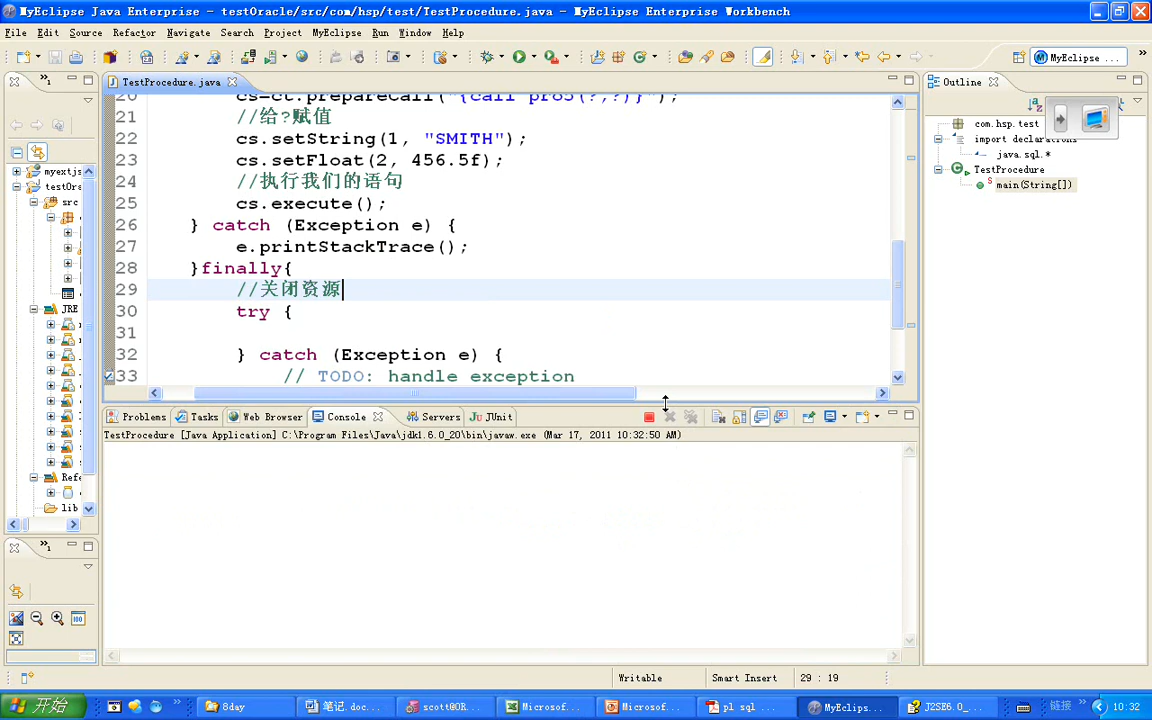 MyEclipse Java Enterprise - testOracle/src/com/hsp/test/TestProcedure.java - MyEclipse Enterprise Workbench
File Edit Source Refactor Navigate Search Project MyEclipse Run Window Help
MyEclipse ...
TestProcedure.java
20 cs=ct.prepareCall("{call pro3(?,?)}");
21 //给?赋值
22 cs.setString(1, "SMITH");
23 cs.setFloat(2, 456.5f);
24 //执行我们的语句
25 cs.execute();
26 } catch (Exception e) {
27 e.printStackTrace();
28 }finally{
29 //关闭资源
30 try {
31
32 } catch (Exception e) {
33 // TODO: handle exception
myextjs
testOra
src
JRE
Refe
lib
Outline
com.hsp.test
import declarations
java.sql.*
TestProcedure
main(String[])
Problems Tasks Web Browser Console Servers JUnit
TestProcedure [Java Application] C:\Program Files\Java\jdk1.6.0_20\bin\javaw.exe (Mar 17, 2011 10:32:50 AM)
Writable Smart Insert 29 : 19
开始 8day 笔记.doc... scott@OR... Microsof... Microsof... pl sql ... MyEclips... J2SE6.0_... 链接 10:32